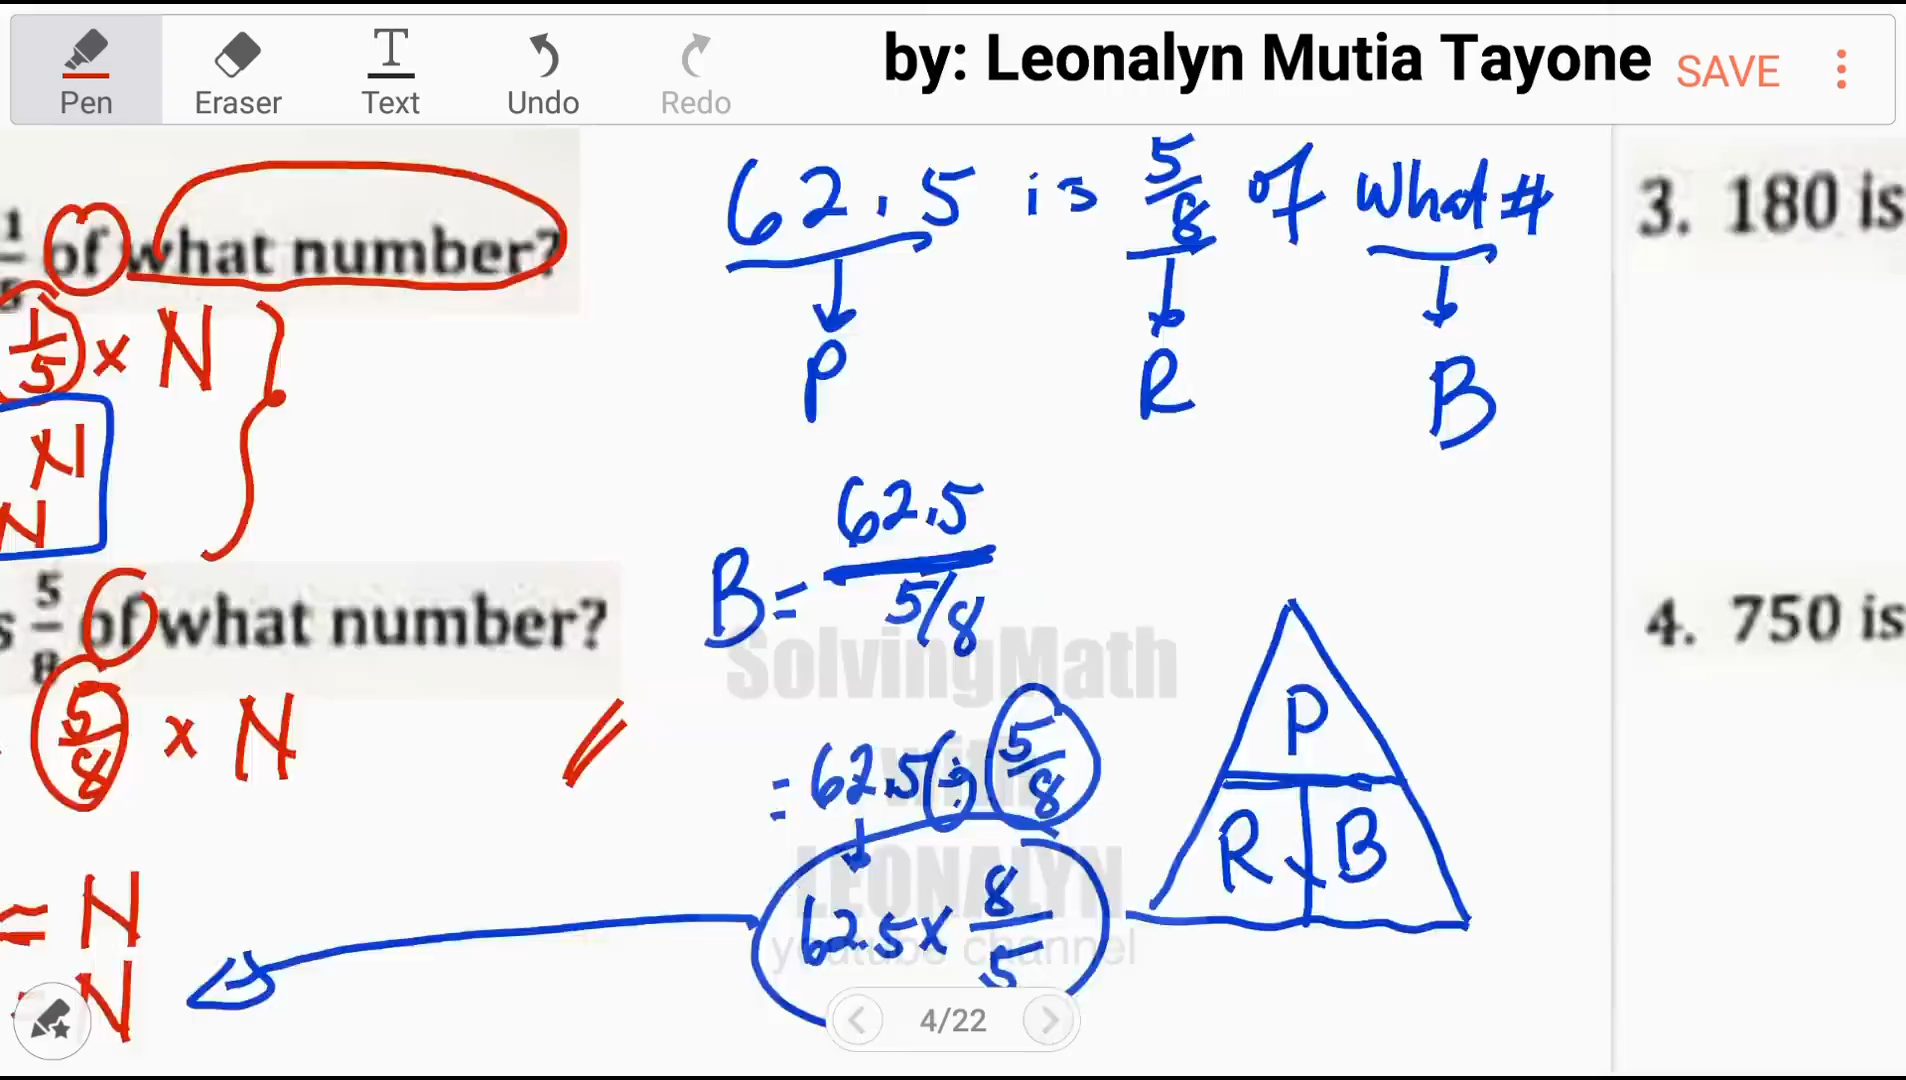 Pen Eraser Text Undo Redo by: Leonalyn Mutia Tayone SAVE
of what number?
1/5 × N
N
N
5/8 of what number?
5/8 × N
= N
= N
62.5 is 5/8 of What #
P R B
B = 62.5 / 5/8
= 62.5 ÷ 5/8
62.5 × 8/5
P
R B
SolvingMath
with
LEONALYN
youtube channel
3. 180 is
4. 750 is
4/22